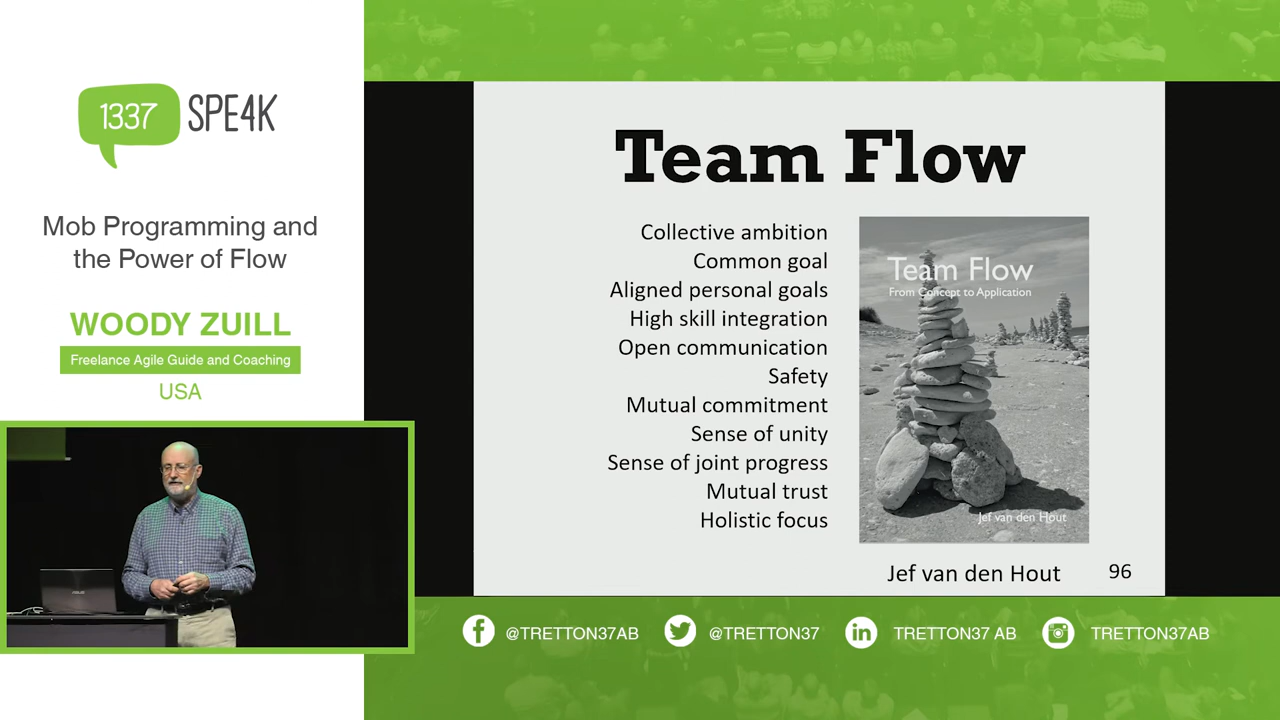 1337
SPE4K
Mob Programming and
the Power of Flow
WOODY ZUILL
Freelance Agile Guide and Coaching
USA
Team Flow
Collective ambition
Common goal
Aligned personal goals
High skill integration
Open communication
Safety
Mutual commitment
Sense of unity
Sense of joint progress
Mutual trust
Holistic focus
Team Flow
From Concept to Application
Jef van den Hout
Jef van den Hout
96
ASUS
@TRETTON37AB
@TRETTON37
TRETTON37 AB
TRETTON37AB